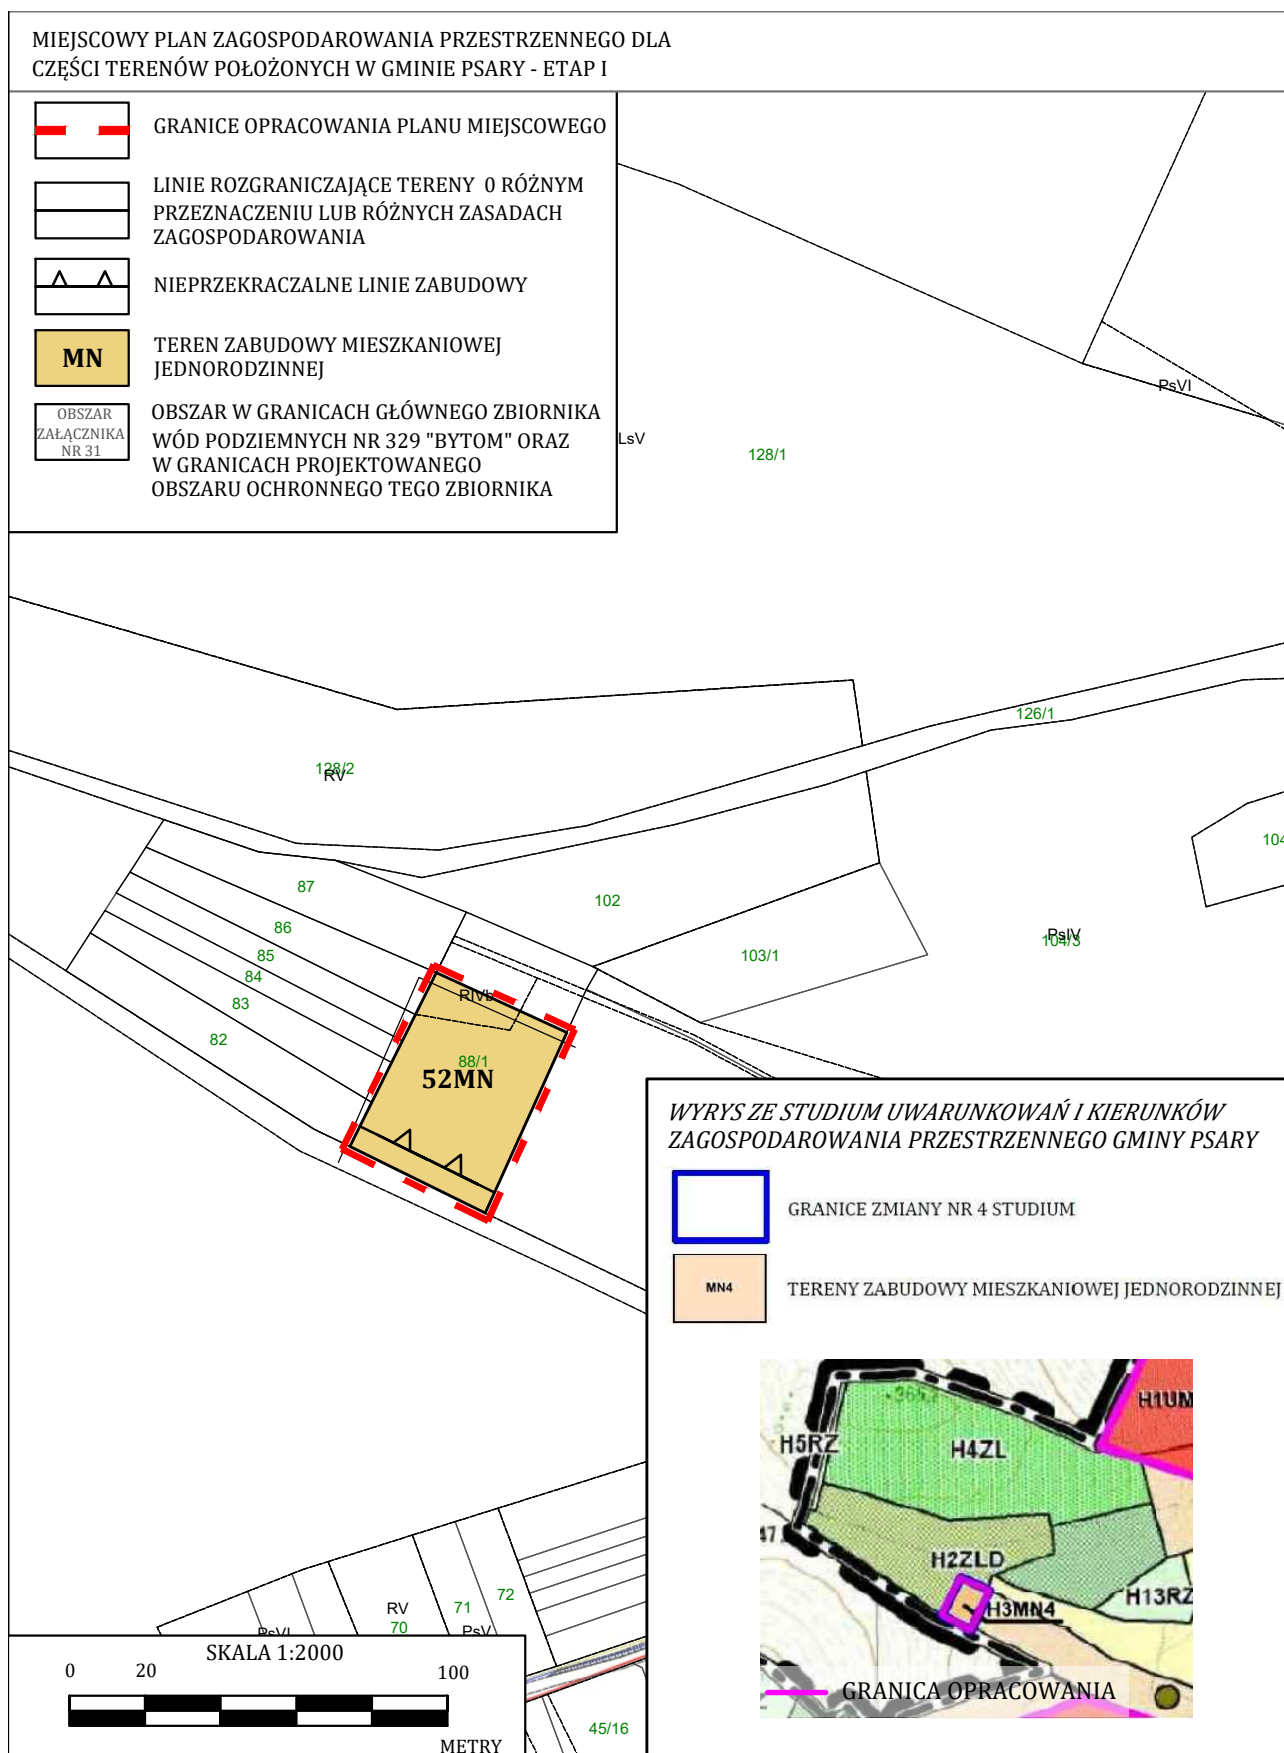 MIEJSCOWY PLAN ZAGOSPODAROWANIA PRZESTRZENNEGO DLA
CZĘŚCI TERENÓW POŁOŻONYCH W GMINIE PSARY - ETAP I
GRANICE OPRACOWANIA PLANU MIEJSCOWEGO
LINIE ROZGRANICZAJĄCE TERENY 0 RÓŻNYM
PRZEZNACZENIU LUB RÓŻNYCH ZASADACH
ZAGOSPODAROWANIA
NIEPRZEKRACZALNE LINIE ZABUDOWY
MN
TEREN ZABUDOWY MIESZKANIOWEJ
JEDNORODZINNEJ
OBSZAR
ZAŁĄCZNIKA
NR 31
OBSZAR W GRANICACH GŁÓWNEGO ZBIORNIKA
WÓD PODZIEMNYCH NR 329 "BYTOM" ORAZ
W GRANICACH PROJEKTOWANEGO
OBSZARU OCHRONNEGO TEGO ZBIORNIKA
PsVI
LsV
128/1
126/1
128/2
RV
104
87
102
86
PsIV
104/3
85
103/1
84
RIVb
83
82
88/1
52MN
WYRYS ZE STUDIUM UWARUNKOWAŃ I KIERUNKÓW
ZAGOSPODAROWANIA PRZESTRZENNEGO GMINY PSARY
GRANICE ZMIANY NR 4 STUDIUM
MN4
TERENY ZABUDOWY MIESZKANIOWEJ JEDNORODZINNEJ
H1UM
H5RZ
H4ZL
47
H2ZLD
H13RZ
H3MN4
GRANICA OPRACOWANIA
72
RV
71
70
PsV
PsVI
SKALA 1:2000
0 20 100
METRY
45/16